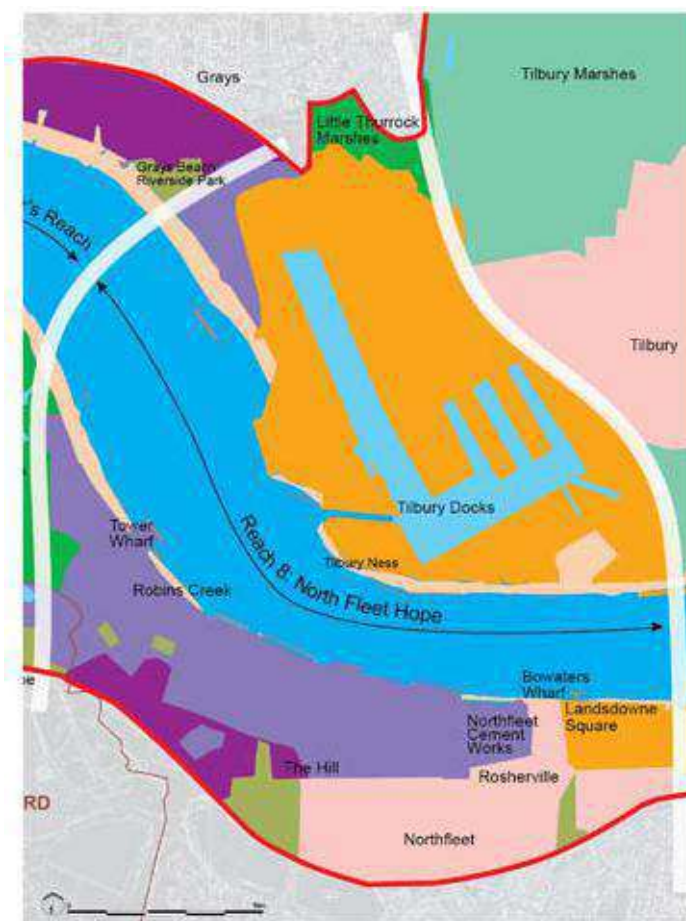 Grays
Tilbury Marshes
Little Thurrock
Marshes
Grays Beach
Riverside Park
's Reach
Tilbury
Tilbury Docks
Tower
Wharf
Tilbury Ness
Robins Creek
Reach 8: North Fleet Hope
Bowaters
Wharf
Landsdowne
Square
Northfleet
Cement
Works
The Hill
Rosherville
RD
Northfleet